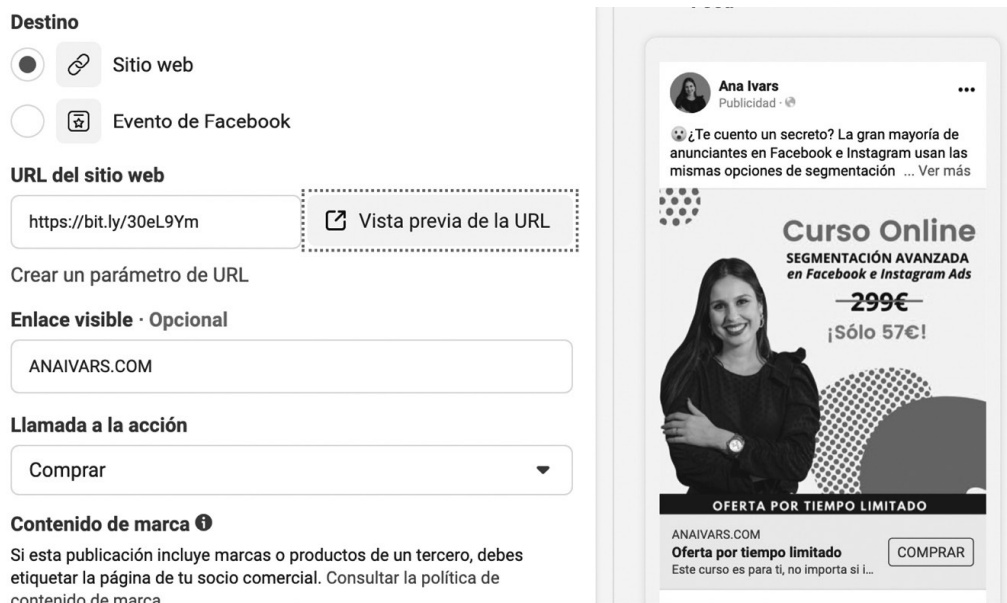 Destino
Sitio web
Evento de Facebook
URL del sitio web
https://bit.ly/30eL9Ym
Vista previa de la URL
Crear un parámetro de URL
Enlace visible · Opcional
ANAIVARS.COM
Llamada a la acción
Comprar
Contenido de marca
Si esta publicación incluye marcas o productos de un tercero, debes
etiquetar la página de tu socio comercial. Consultar la política de
contenido de marca
Ana Ivars
Publicidad ·
¿Te cuento un secreto? La gran mayoría de
anunciantes en Facebook e Instagram usan las
mismas opciones de segmentación ... Ver más
Curso Online
SEGMENTACIÓN AVANZADA
en Facebook e Instagram Ads
299€
¡Sólo 57€!
OFERTA POR TIEMPO LIMITADO
ANAIVARS.COM
Oferta por tiempo limitado
Este curso es para ti, no importa si i...
COMPRAR